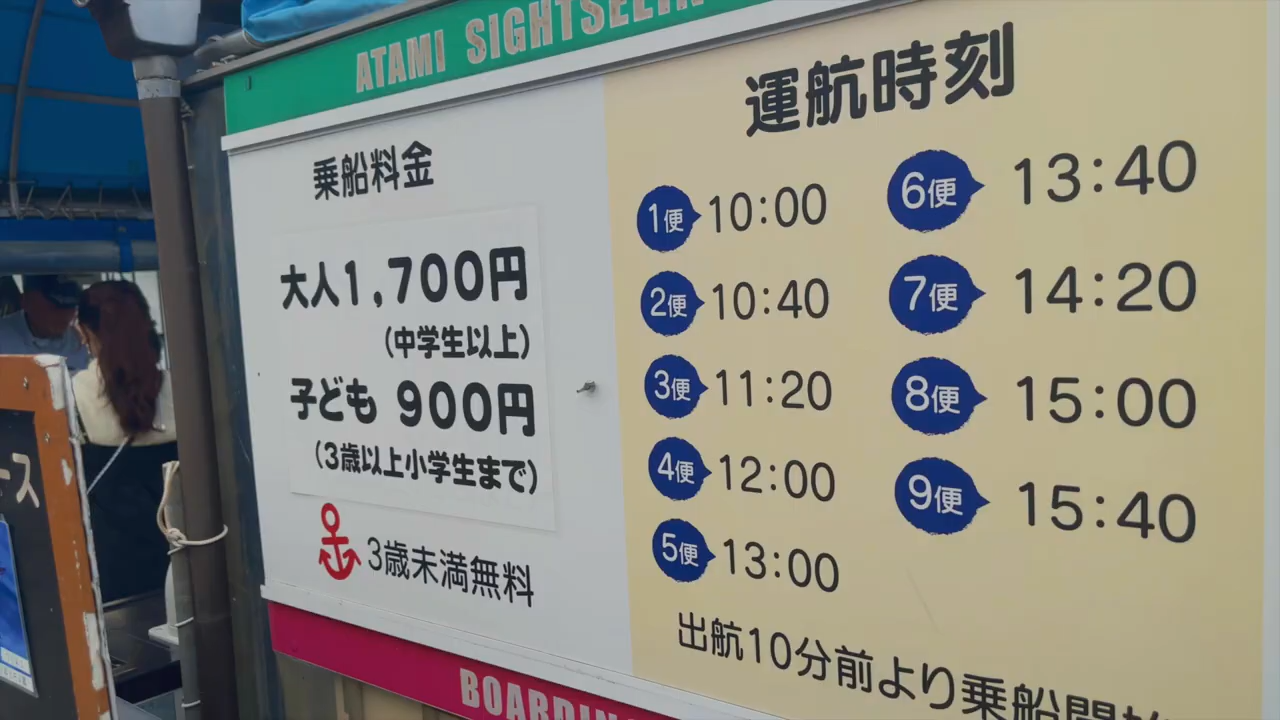 ATAMI
乗船料金
大人1,700円
(中学生以上)
子ども 900円
(3歳以上小学生まで)
3歳未満無料
運航時刻
1便 10:00
2便 10:40
3便 11:20
4便 12:00
5便 13:00
6便 13:40
7便 14:20
8便 15:00
9便 15:40
出航10分前より乗船開始
ース